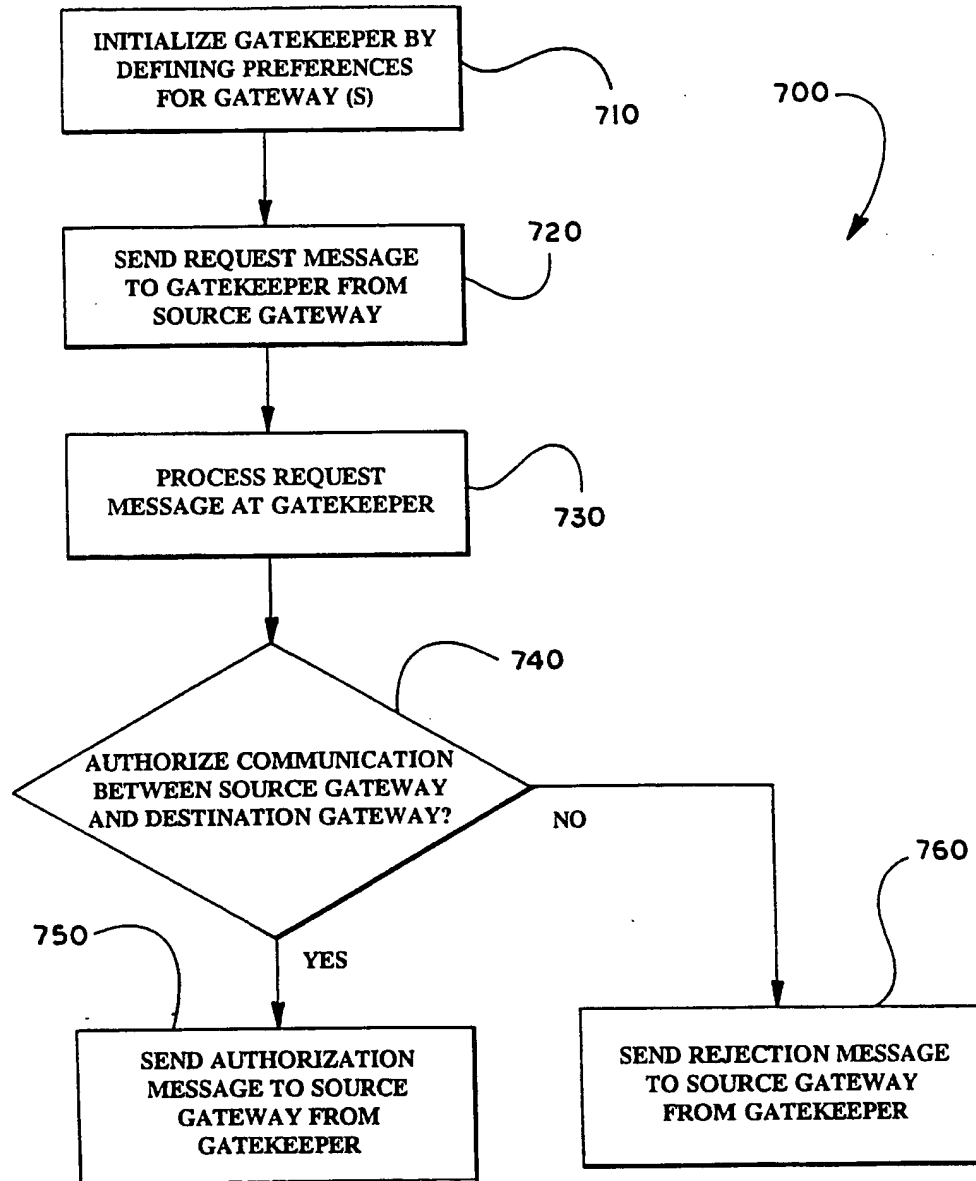 INITIALIZE GATEKEEPER BY
DEFINING PREFERENCES
FOR GATEWAY (S)
710
700
720
SEND REQUEST MESSAGE
TO GATEKEEPER FROM
SOURCE GATEWAY
PROCESS REQUEST
MESSAGE AT GATEKEEPER
730
740
AUTHORIZE COMMUNICATION
BETWEEN SOURCE GATEWAY
AND DESTINATION GATEWAY?
NO
760
750
YES
SEND AUTHORIZATION
MESSAGE TO SOURCE
GATEWAY FROM
GATEKEEPER
SEND REJECTION MESSAGE
TO SOURCE GATEWAY
FROM GATEKEEPER